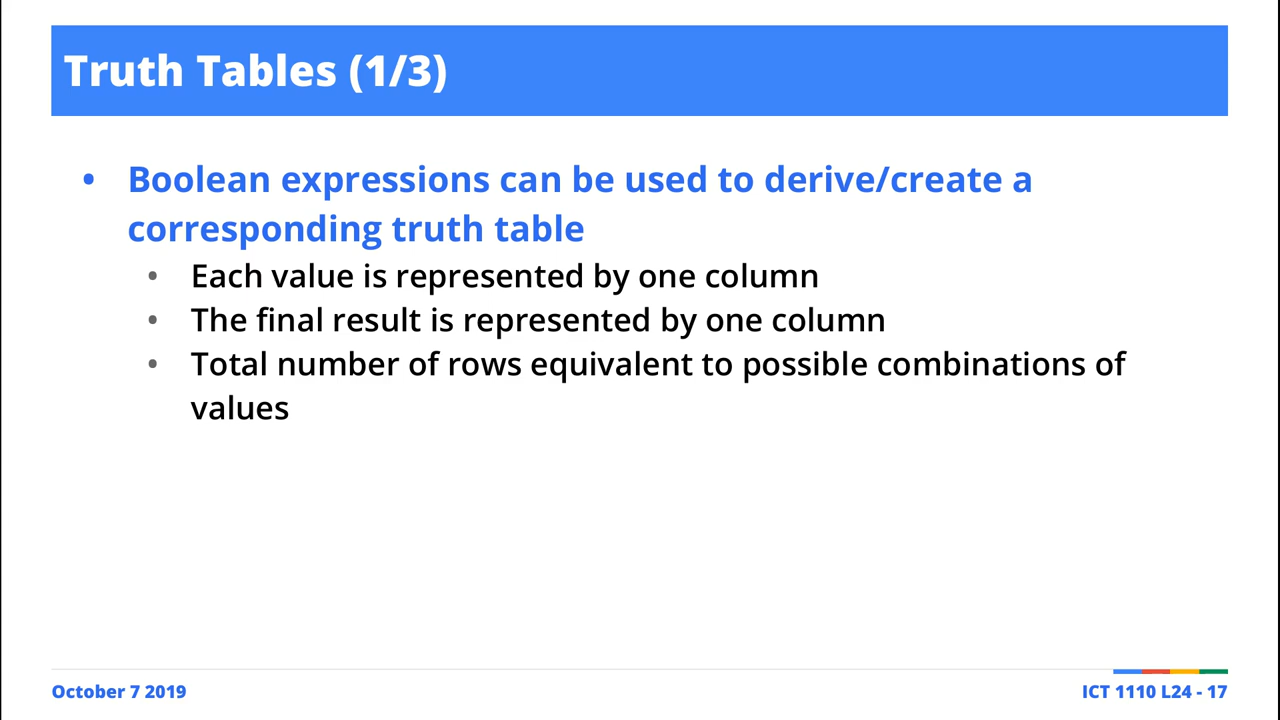 Truth Tables (1/3)
• Boolean expressions can be used to derive/create a
corresponding truth table
• Each value is represented by one column
• The final result is represented by one column
• Total number of rows equivalent to possible combinations of
values
October 7 2019
ICT 1110 L24 - 17